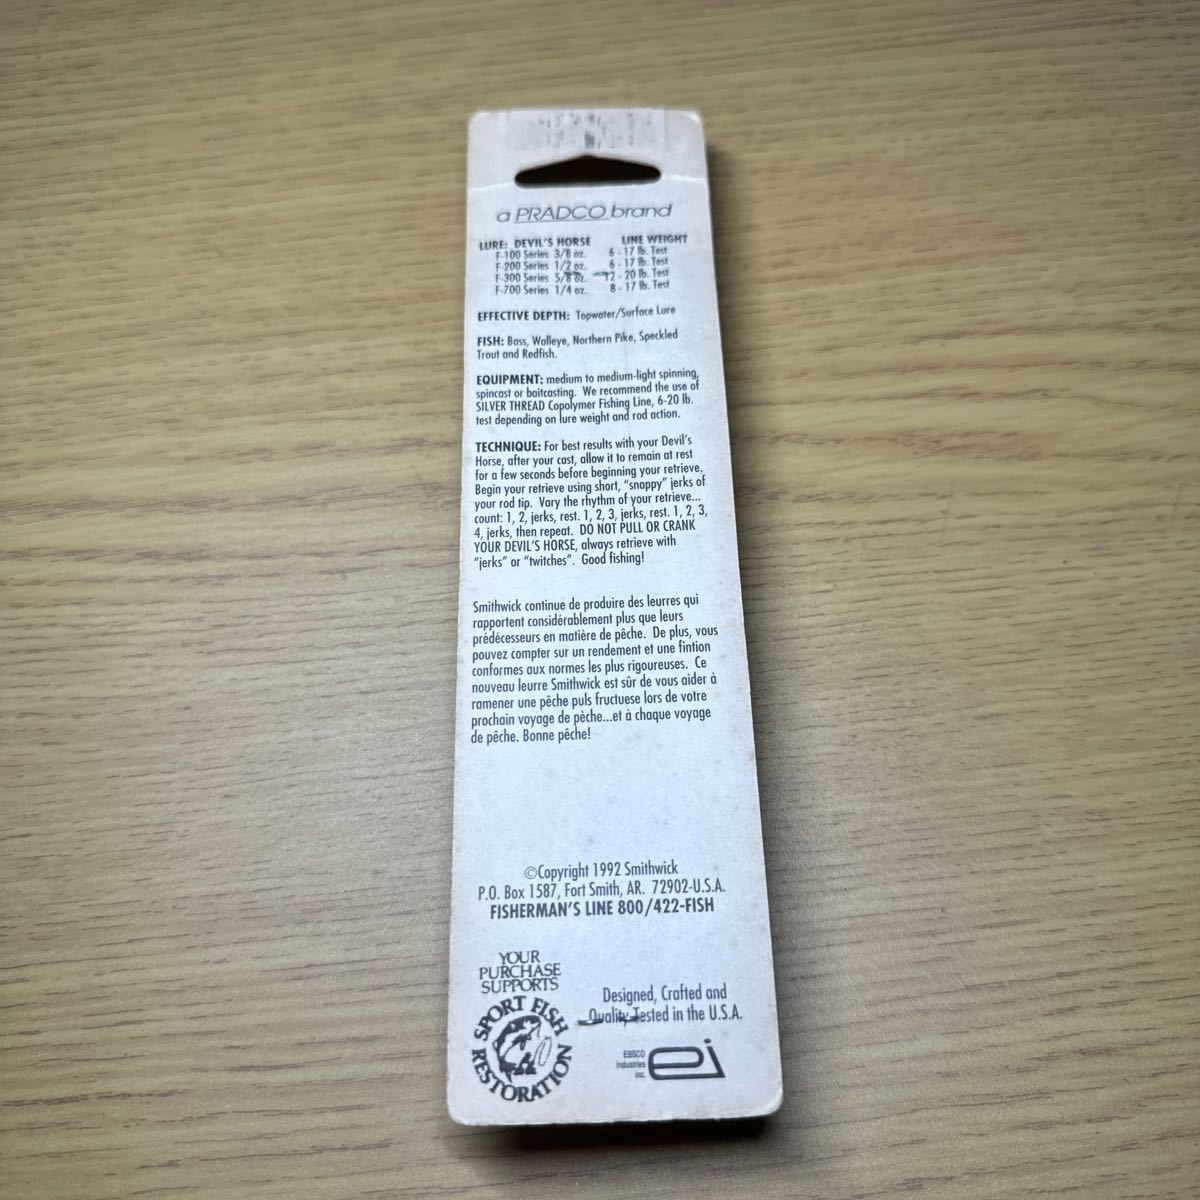 a PRADCO brand
LURE: DEVIL'S HORSE LINE WEIGHT
F-100 Series 3/8 oz. 6 - 17 lb. Test
F-200 Series 1/2 oz. 6 - 17 lb. Test
F-300 Series 5/8 oz. 12 - 20 lb. Test
F-700 Series 1/4 oz. 8 - 17 lb. Test
EFFECTIVE DEPTH: Topwater/Surface Lure
FISH: Bass, Walleye, Northern Pike, Speckled
Trout and Redfish.
EQUIPMENT: medium to medium-light spinning,
spincast or baitcasting. We recommend the use of
SILVER THREAD Copolymer Fishing Line, 6-20 lb.
test depending on lure weight and rod action.
TECHNIQUE: For best results with your Devil's
Horse, after your cast, allow it to remain at rest
for a few seconds before beginning your retrieve.
Begin your retrieve using short, "snappy" jerks of
your rod tip. Vary the rhythm of your retrieve...
count: 1, 2, jerks, rest. 1, 2, 3, jerks, rest. 1, 2, 3,
4, jerks, then repeat. DO NOT PULL OR CRANK
YOUR DEVIL'S HORSE, always retrieve with
"jerks" or "twitches". Good fishing!
Smithwick continue de produire des leurres qui
rapportent considérablement plus que leurs
prédécesseurs en matière de pêche. De plus, vous
pouvez compter sur un rendement et une fintion
conformes aux normes les plus rigoureuses. Ce
nouveau leurre Smithwick est sûr de vous aider à
ramener une pêche puls fructuese lors de votre
prochain voyage de pèche...et à chaque voyage
de pêche. Bonne pêche!
©Copyright 1992 Smithwick
P.O. Box 1587, Fort Smith, AR. 72902-U.S.A.
FISHERMAN'S LINE 800/422-FISH
YOUR
PURCHASE
SUPPORTS
SPORT FISH
RESTORATION
Designed, Crafted and
Quality Tested in the U.S.A.
EBSCO
Industries
Inc.
ei